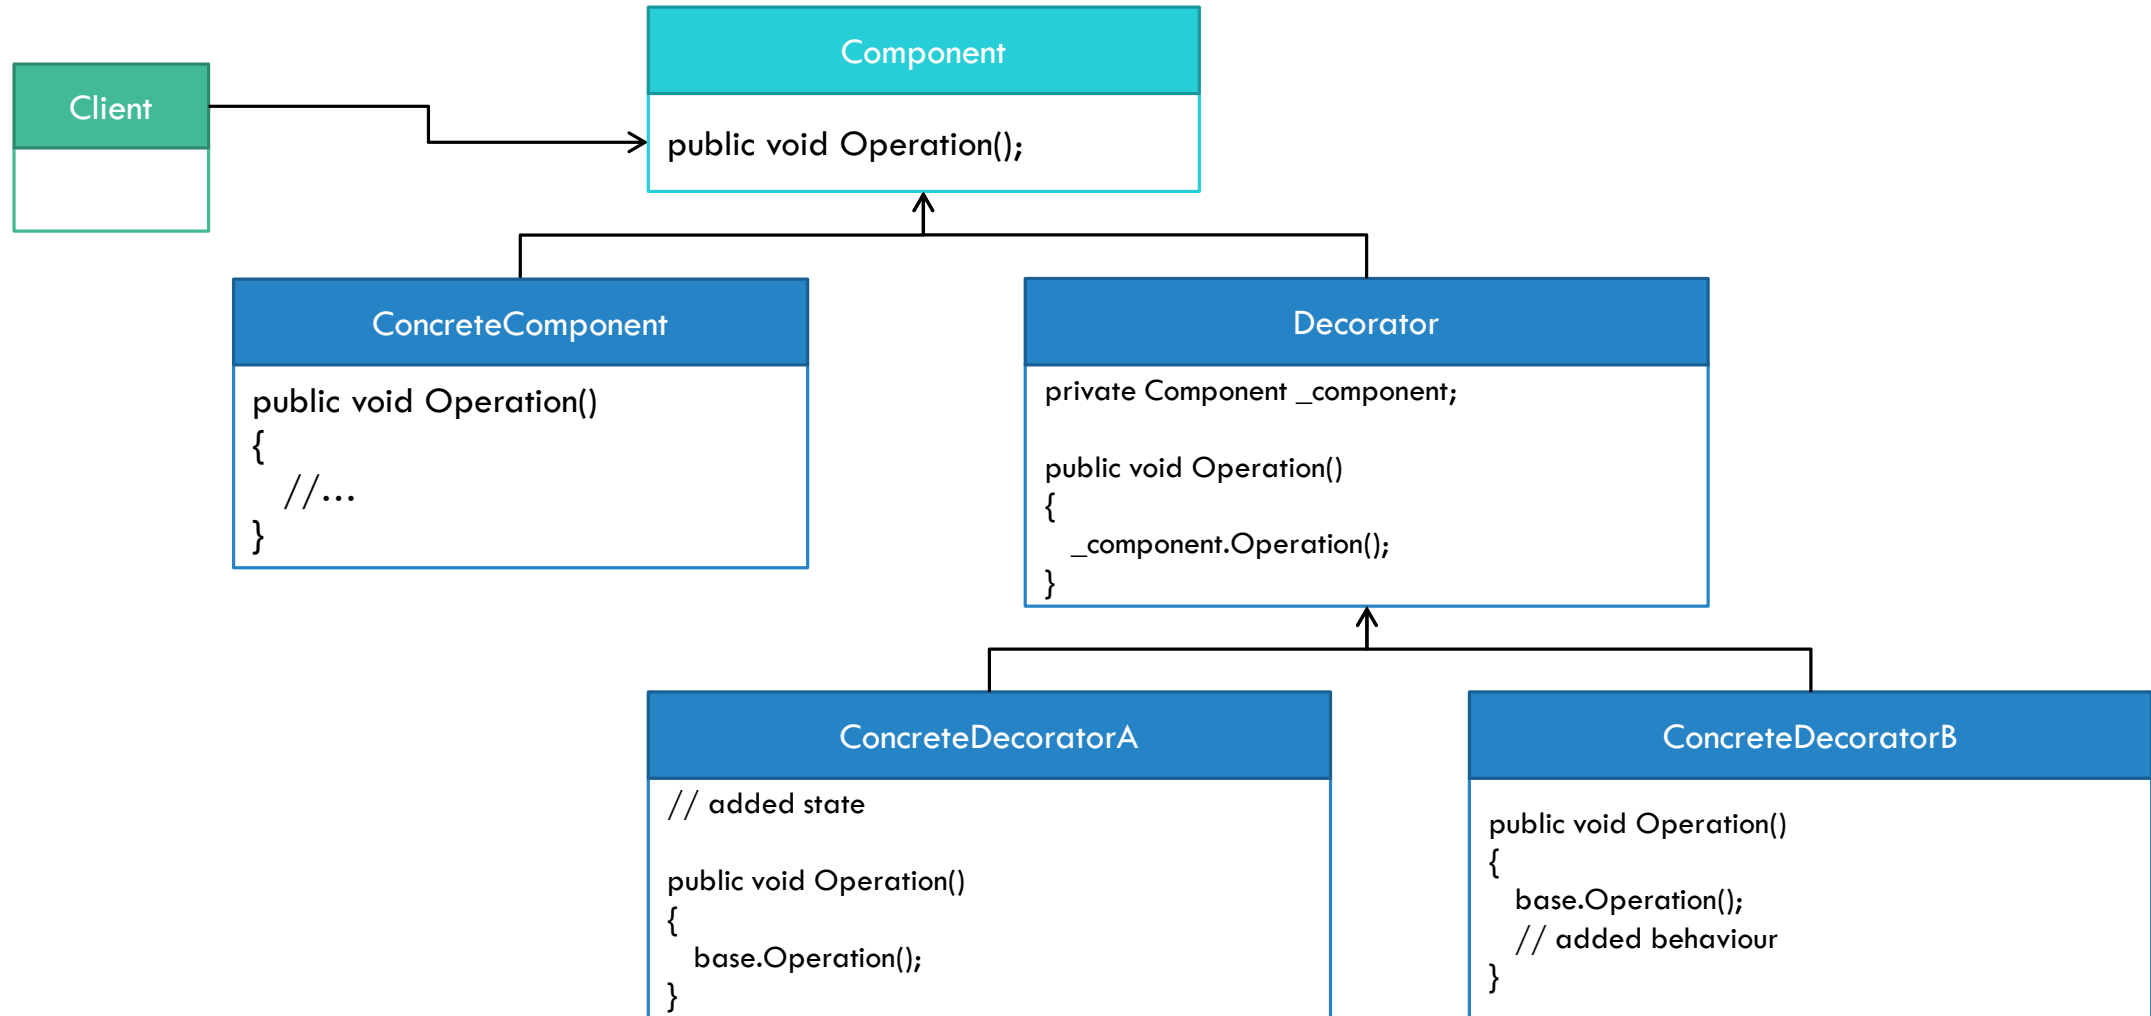 Component
Client
public void Operation();
ConcreteComponent
public void Operation()
{
//...
}
Decorator
private Component _component;
public void Operation()
{
_component.Operation();
}
ConcreteDecoratorA
// added state
public void Operation()
{
base.Operation();
}
ConcreteDecoratorB
public void Operation()
{
base.Operation();
// added behaviour
}